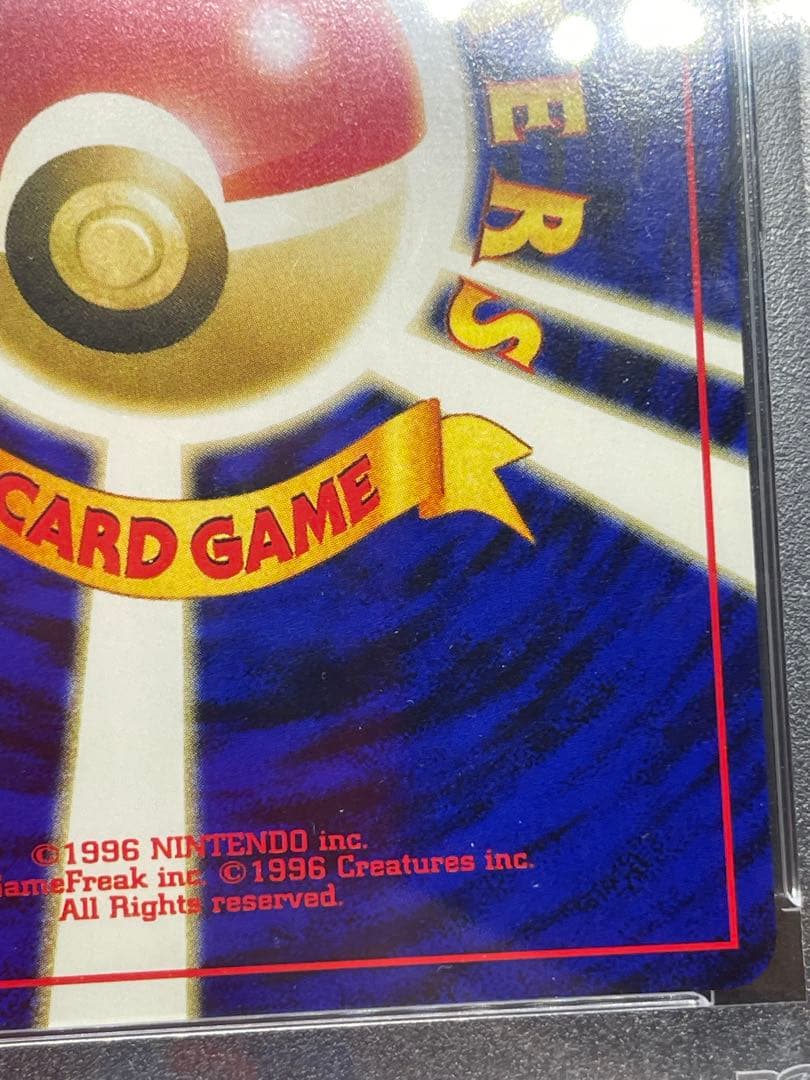 ERS
CARD GAME
©1996 NINTENDO inc.
GameFreak inc. ©1996 Creatures inc.
All Rights reserved.